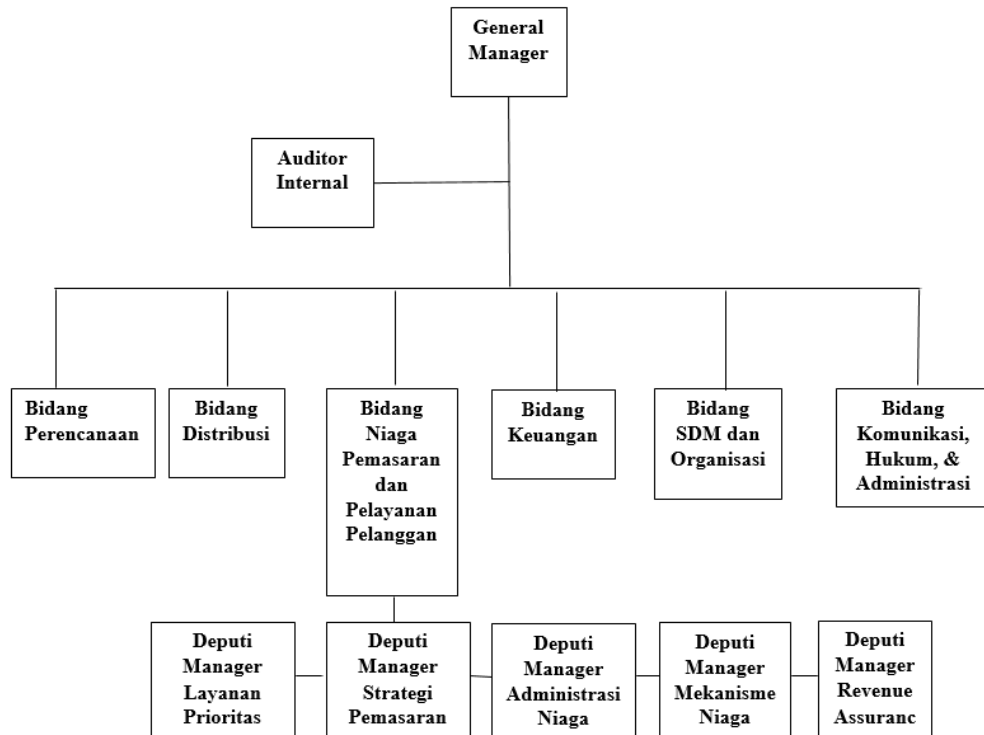 General
Manager
Auditor
Internal
Bidang
Perencanaan
Bidang
Distribusi
Bidang
Niaga
Pemasaran
dan
Pelayanan
Pelanggan
Bidang
Keuangan
Bidang
SDM dan
Organisasi
Bidang
Komunikasi,
Hukum, &
Administrasi
Deputi
Manager
Layanan
Prioritas
Deputi
Manager
Strategi
Pemasaran
Deputi
Manager
Administrasi
Niaga
Deputi
Manager
Mekanisme
Niaga
Deputi
Manager
Revenue
Assuranc